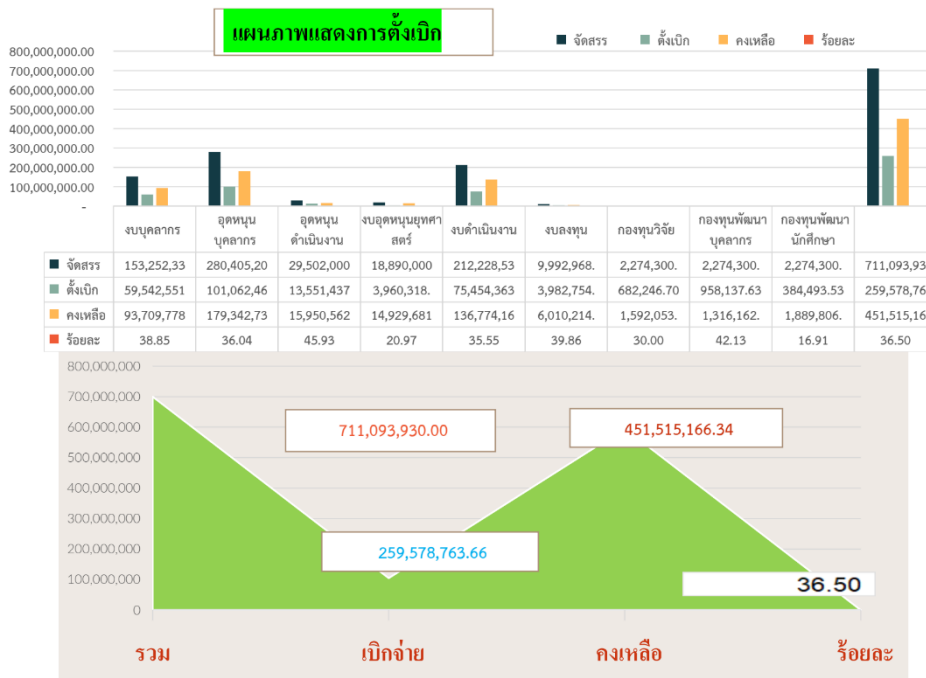 แผนภาพแสดงการตั้งเบิก
จัดสรร ตั้งเบิก คงเหลือ ร้อยละ
800,000,000.00
700,000,000.00
600,000,000.00
500,000,000.00
400,000,000.00
300,000,000.00
200,000,000.00
100,000,000.00
-
งบบุคลากร อุดหนุนบุคลากร อุดหนุนดำเนินงาน งบอุดหนุนยุทศาสตร์ งบดำเนินงาน งบลงทุน กองทุนวิจัย กองทุนพัฒนาบุคลากร กองทุนพัฒนานักศึกษา
จัดสรร 153,252,33 280,405,20 29,502,000 18,890,000 212,228,53 9,992,968. 2,274,300. 2,274,300. 2,274,300. 711,093,93
ตั้งเบิก 59,542,551 101,062,46 13,551,437 3,960,318. 75,454,363 3,982,754. 682,246.70 958,137.63 384,493.53 259,578,76
คงเหลือ 93,709,778 179,342,73 15,950,562 14,929,681 136,774,16 6,010,214. 1,592,053. 1,316,162. 1,889,806. 451,515,16
ร้อยละ 38.85 36.04 45.93 20.97 35.55 39.86 30.00 42.13 16.91 36.50
800,000,000
700,000,000
600,000,000
500,000,000
400,000,000
300,000,000
200,000,000
100,000,000
0
711,093,930.00
451,515,166.34
259,578,763.66
36.50
รวม เบิกจ่าย คงเหลือ ร้อยละ